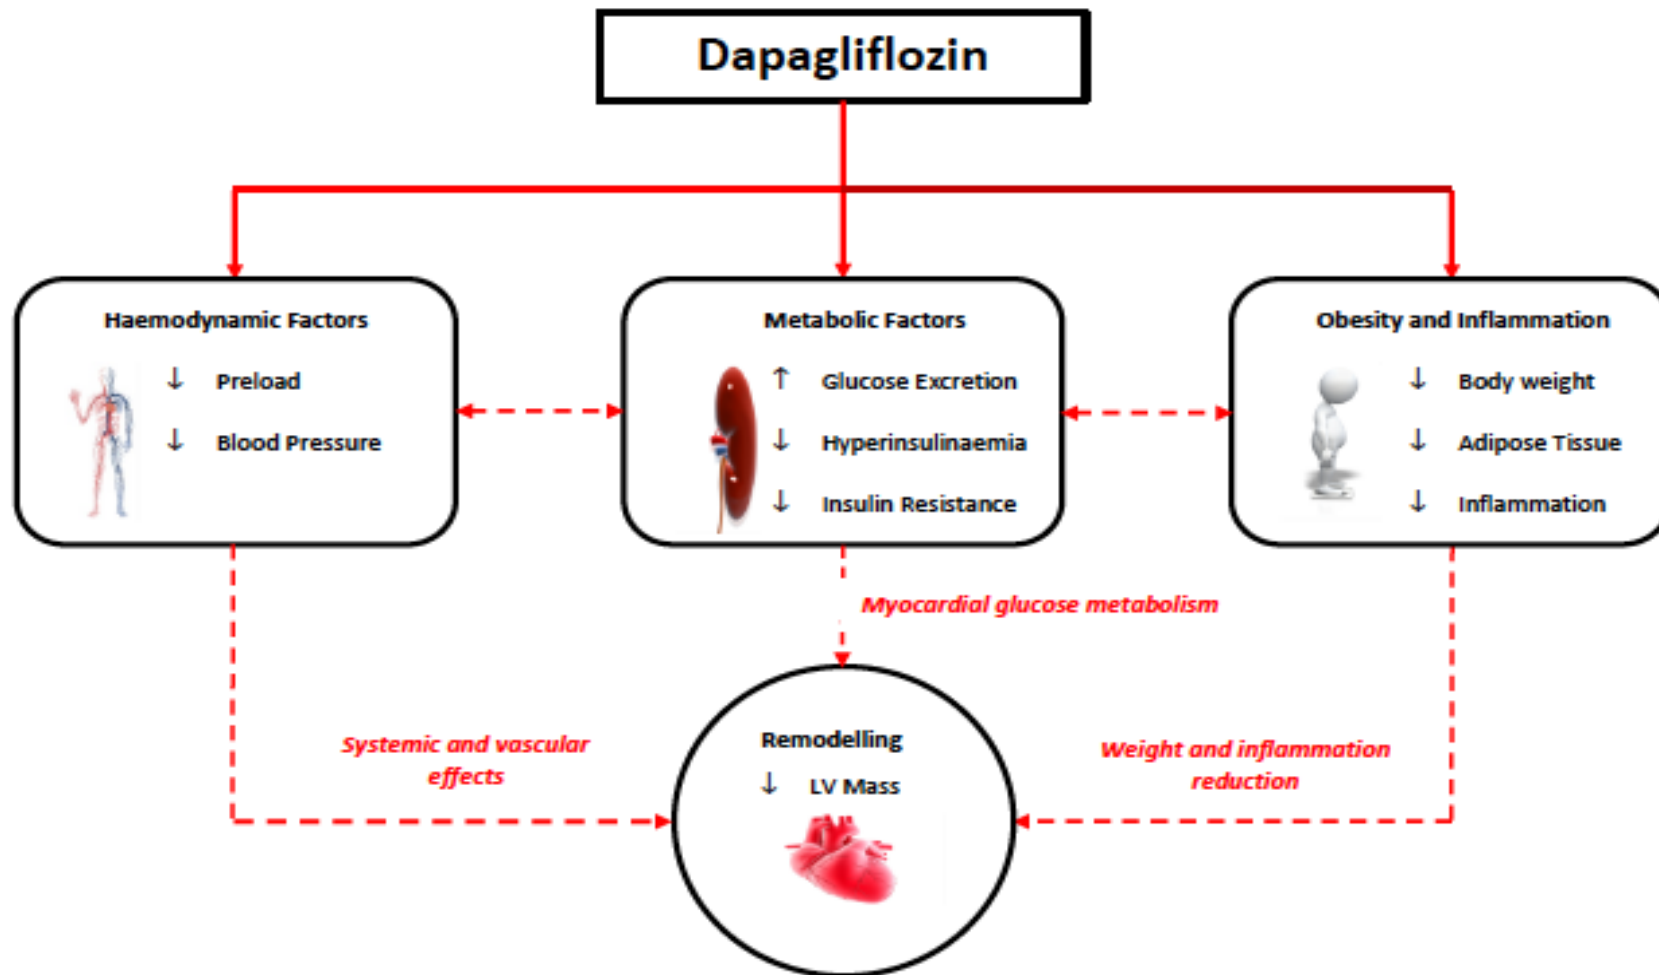 Dapagliflozin
Haemodynamic Factors
↓ Preload
↓ Blood Pressure
Metabolic Factors
↑ Glucose Excretion
↓ Hyperinsulinaemia
↓ Insulin Resistance
Obesity and Inflammation
↓ Body weight
↓ Adipose Tissue
↓ Inflammation
Myocardial glucose metabolism
Systemic and vascular
effects
Remodelling
↓ LV Mass
Weight and inflammation
reduction